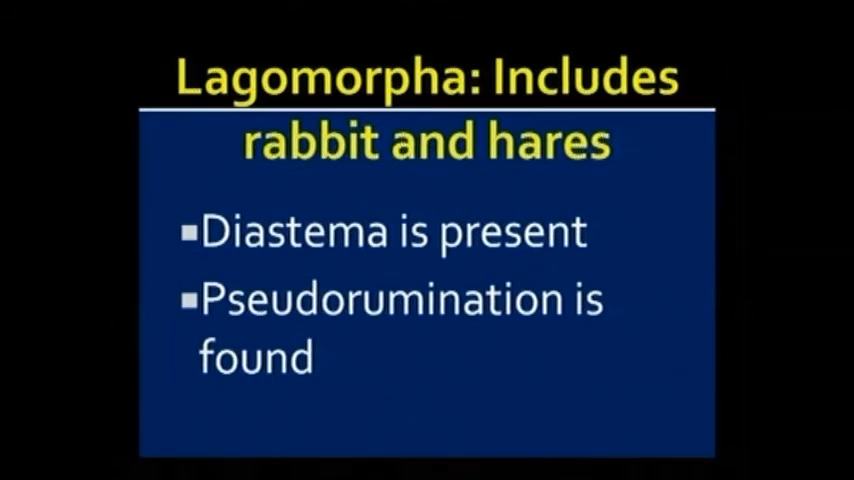 Lagomorpha: Includes
rabbit and hares
▪Diastema is present
▪Pseudorumination is
found